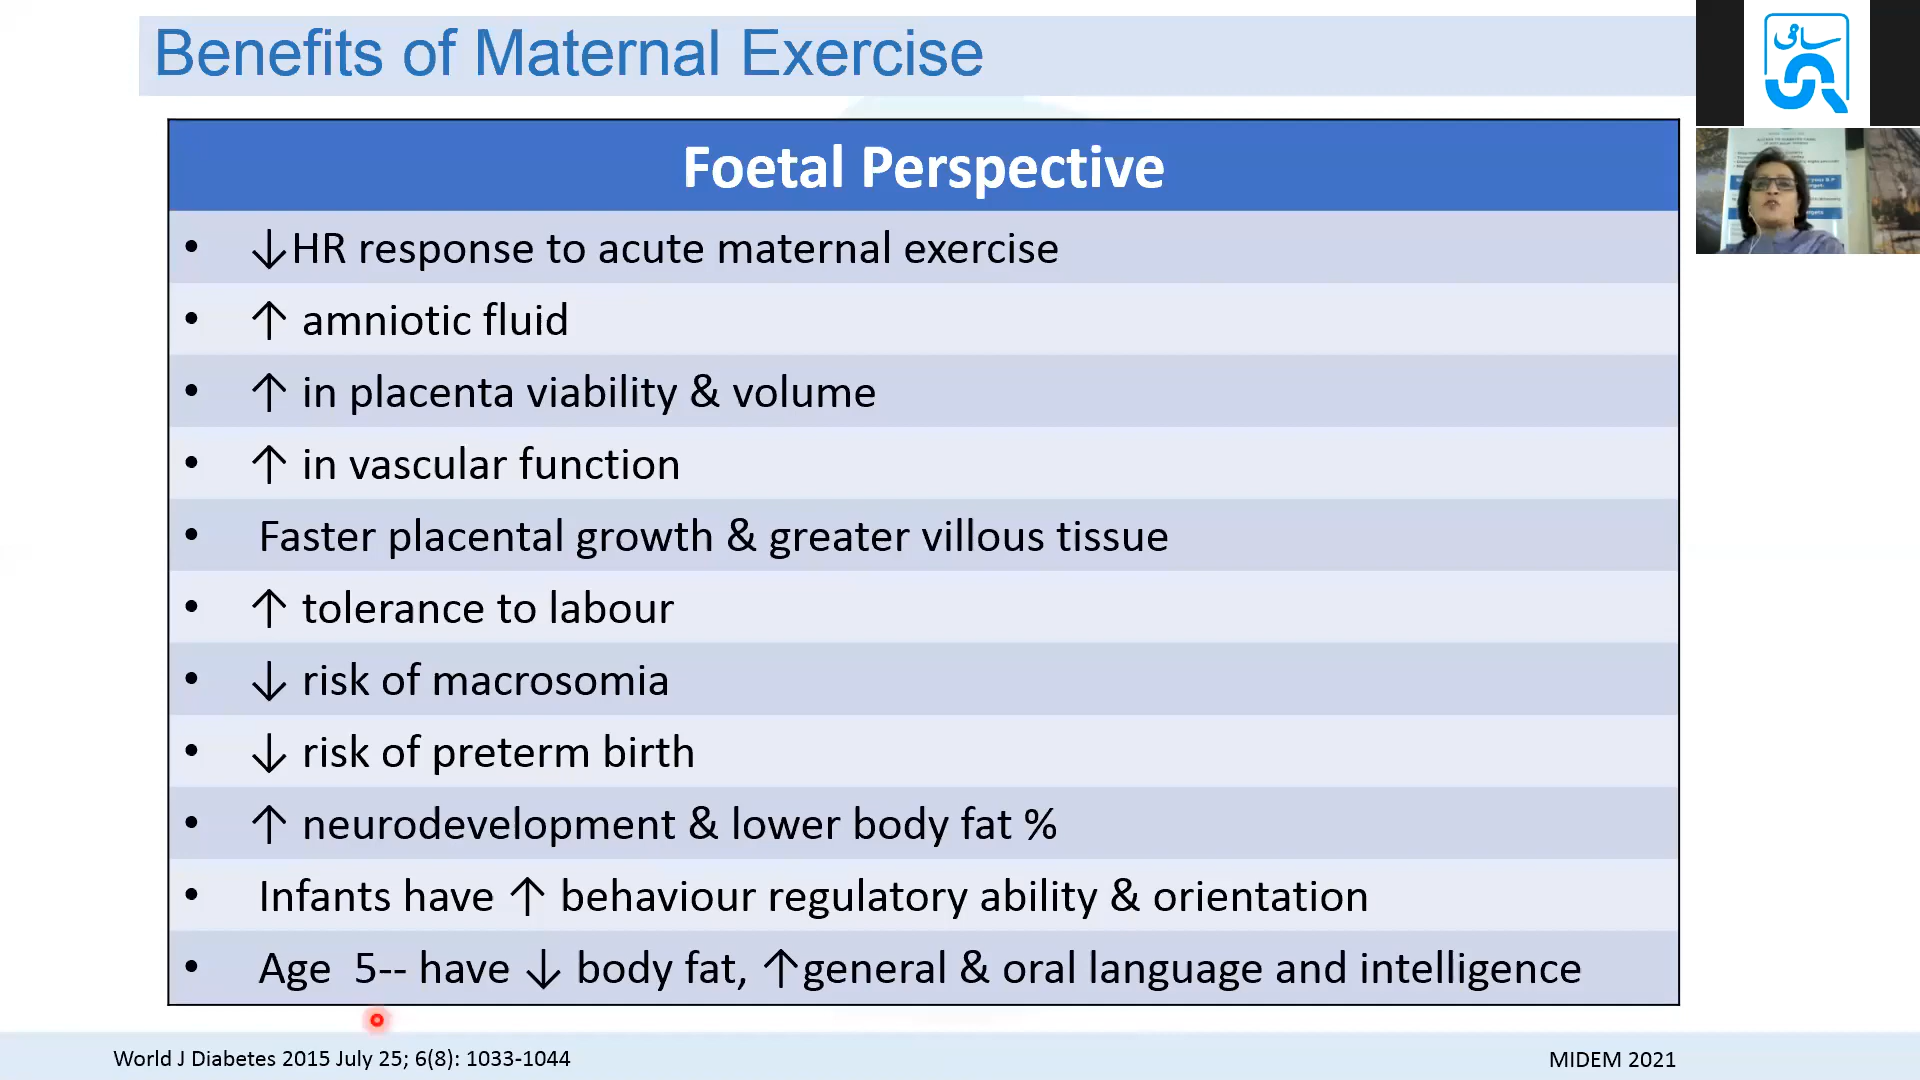 Benefits of Maternal Exercise
ساقی
Foetal Perspective
• ↓HR response to acute maternal exercise
• ↑ amniotic fluid
• ↑ in placenta viability & volume
• ↑ in vascular function
• Faster placental growth & greater villous tissue
• ↑ tolerance to labour
• ↓ risk of macrosomia
• ↓ risk of preterm birth
• ↑ neurodevelopment & lower body fat %
• Infants have ↑ behaviour regulatory ability & orientation
• Age 5-- have ↓ body fat, ↑general & oral language and intelligence
World J Diabetes 2015 July 25; 6(8): 1033-1044
MIDEM 2021